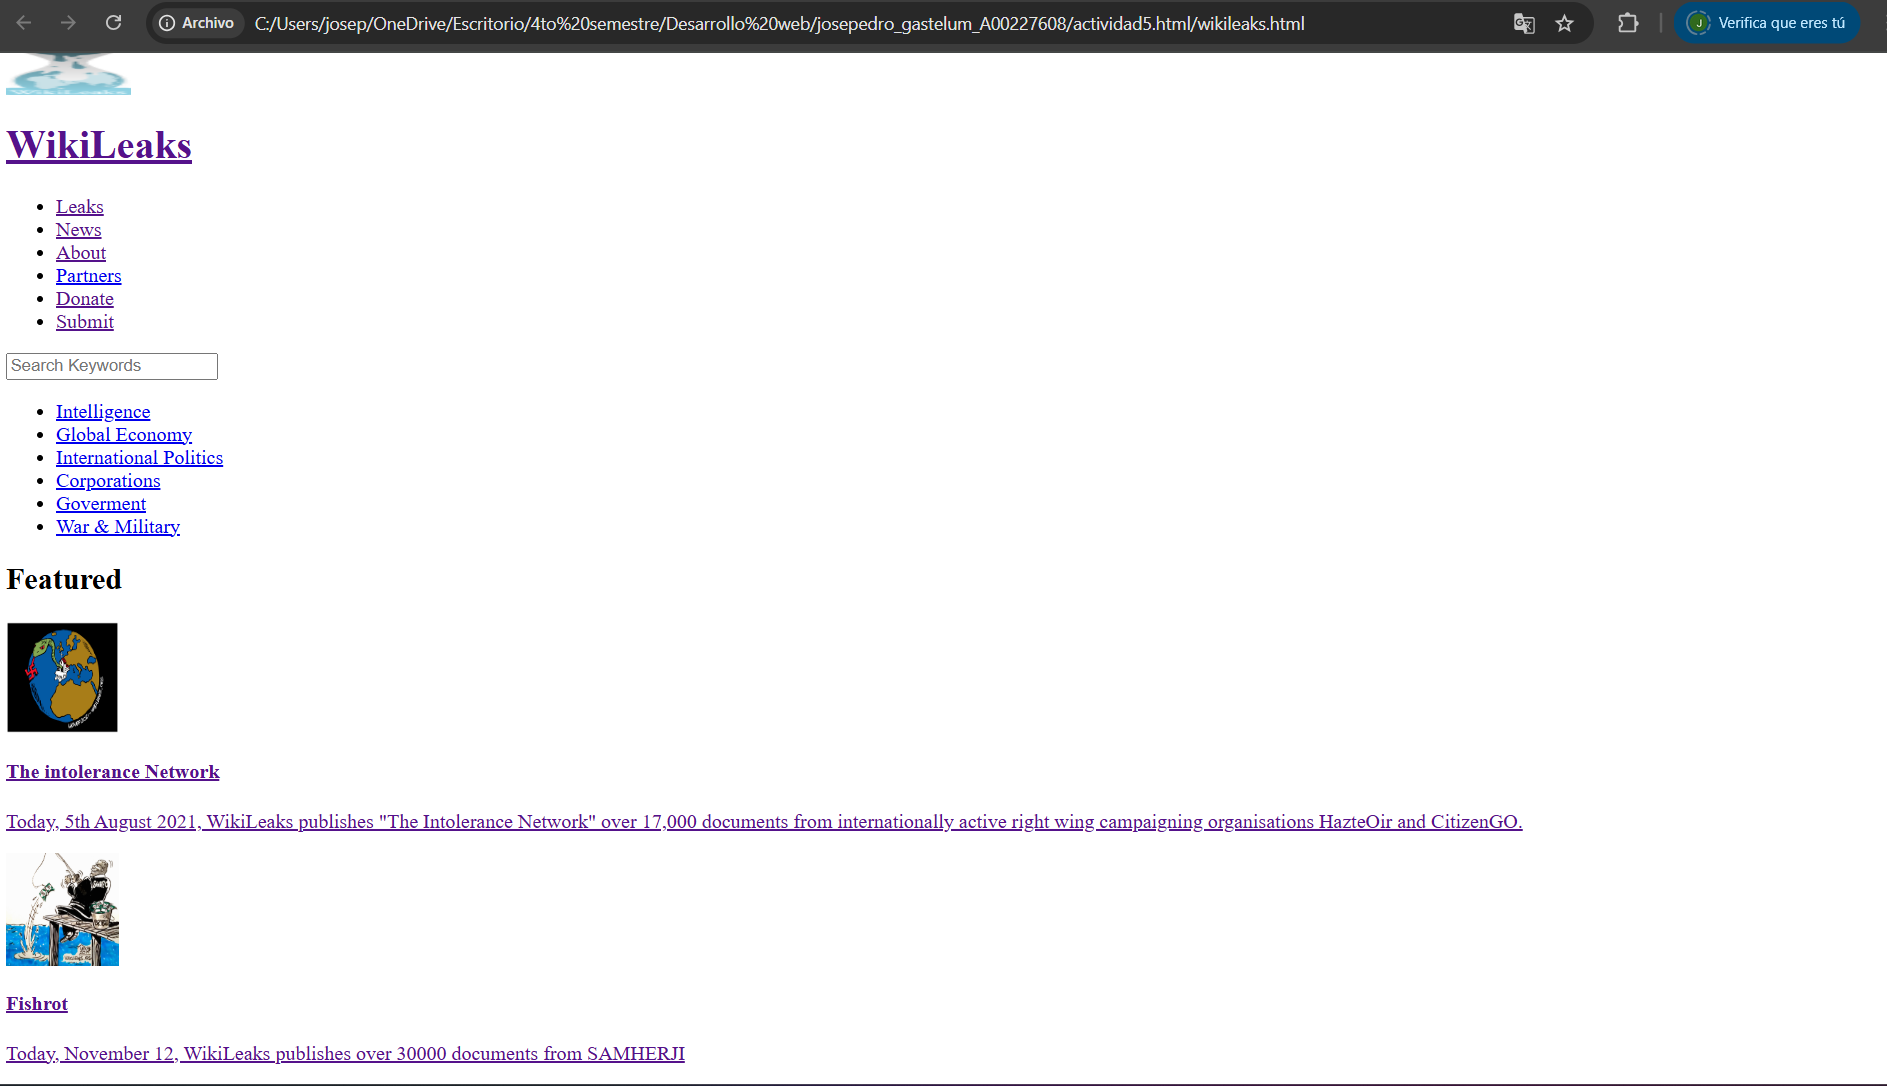 Archivo
C:/Users/josep/OneDrive/Escritorio/4to%20semestre/Desarrollo%20web/josepedro_gastelum_A00227608/actividad5.html/wikileaks.html
J
Verifica que eres tú
WikiLeaks
WikiLeaks
Leaks
News
About
Partners
Donate
Submit
Search Keywords
Intelligence
Global Economy
International Politics
Corporations
Goverment
War & Military
Featured
The intolerance Network
Today, 5th August 2021, WikiLeaks publishes "The Intolerance Network" over 17,000 documents from internationally active right wing campaigning organisations HazteOir and CitizenGO.
Fishrot
Today, November 12, WikiLeaks publishes over 30000 documents from SAMHERJI